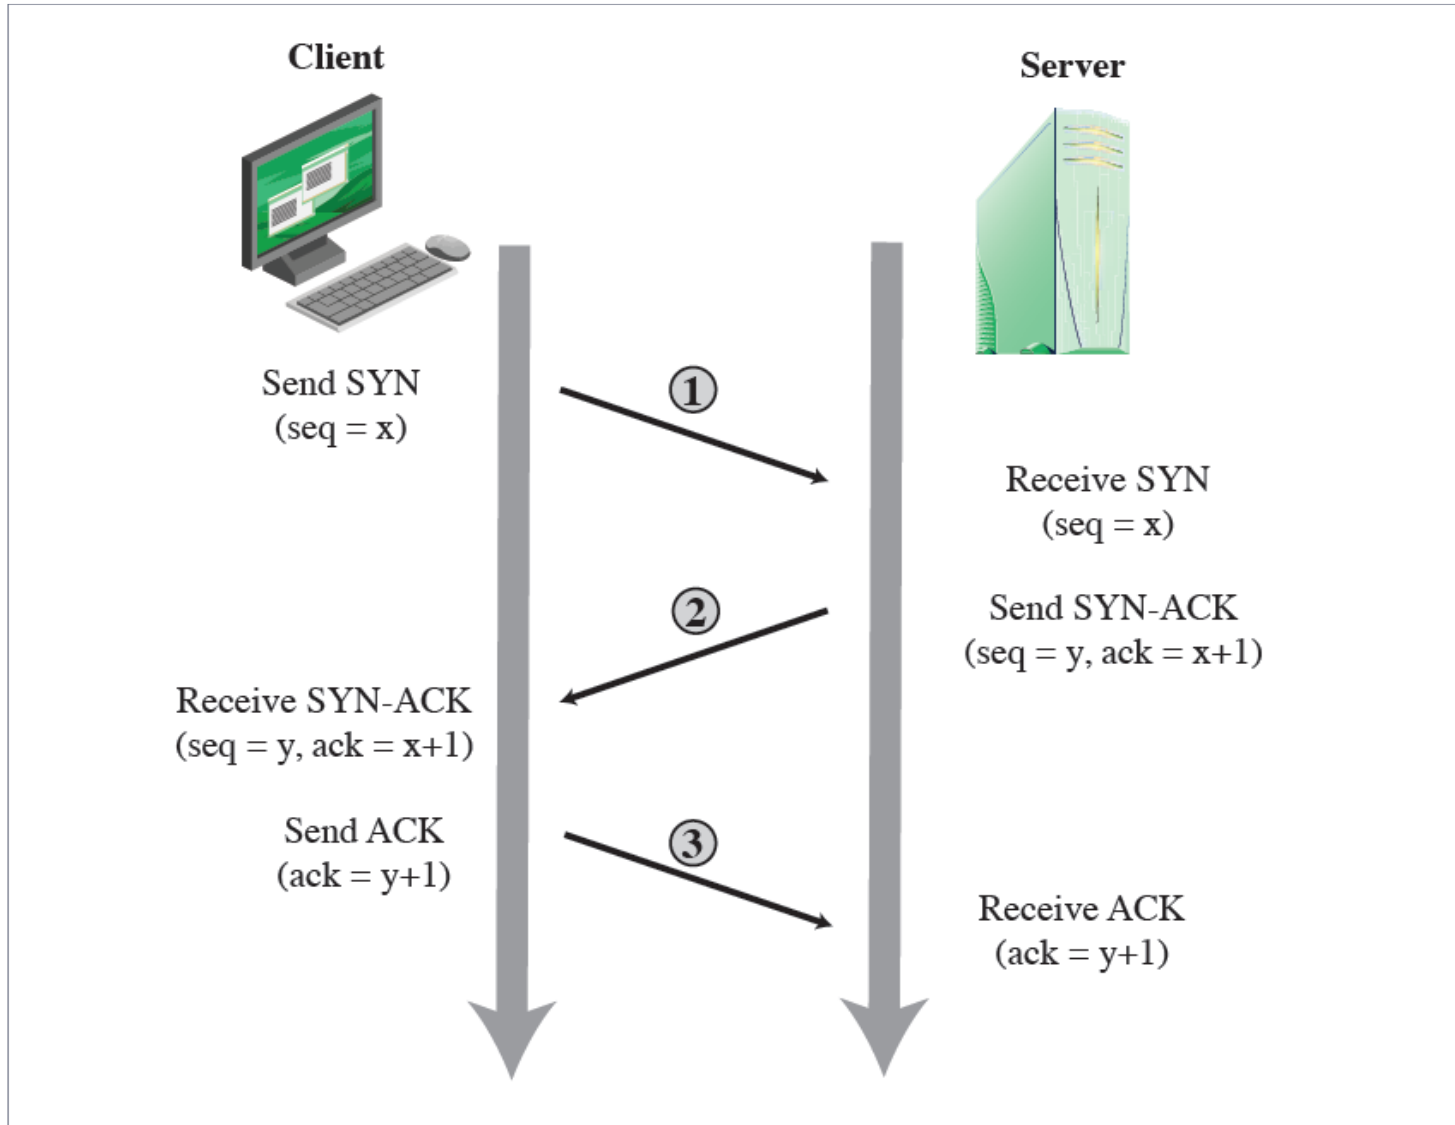 Client
Server
Send SYN
(seq = x)
1
Receive SYN
(seq = x)
2
Send SYN-ACK
(seq = y, ack = x+1)
Receive SYN-ACK
(seq = y, ack = x+1)
Send ACK
(ack = y+1)
3
Receive ACK
(ack = y+1)